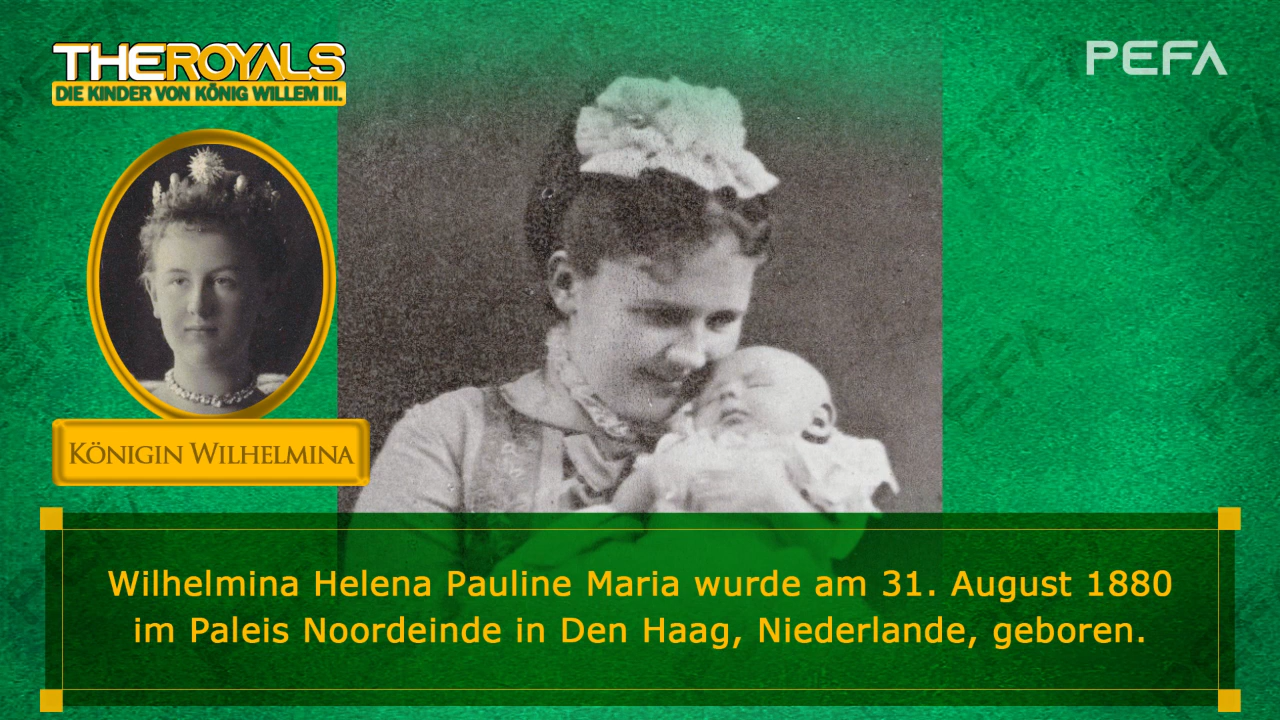 THEROYALS
DIE KINDER VON KÖNIG WILLEM III.
PEFA
KÖNIGIN WILHELMINA
Wilhelmina Helena Pauline Maria wurde am 31. August 1880
im Paleis Noordeinde in Den Haag, Niederlande, geboren.